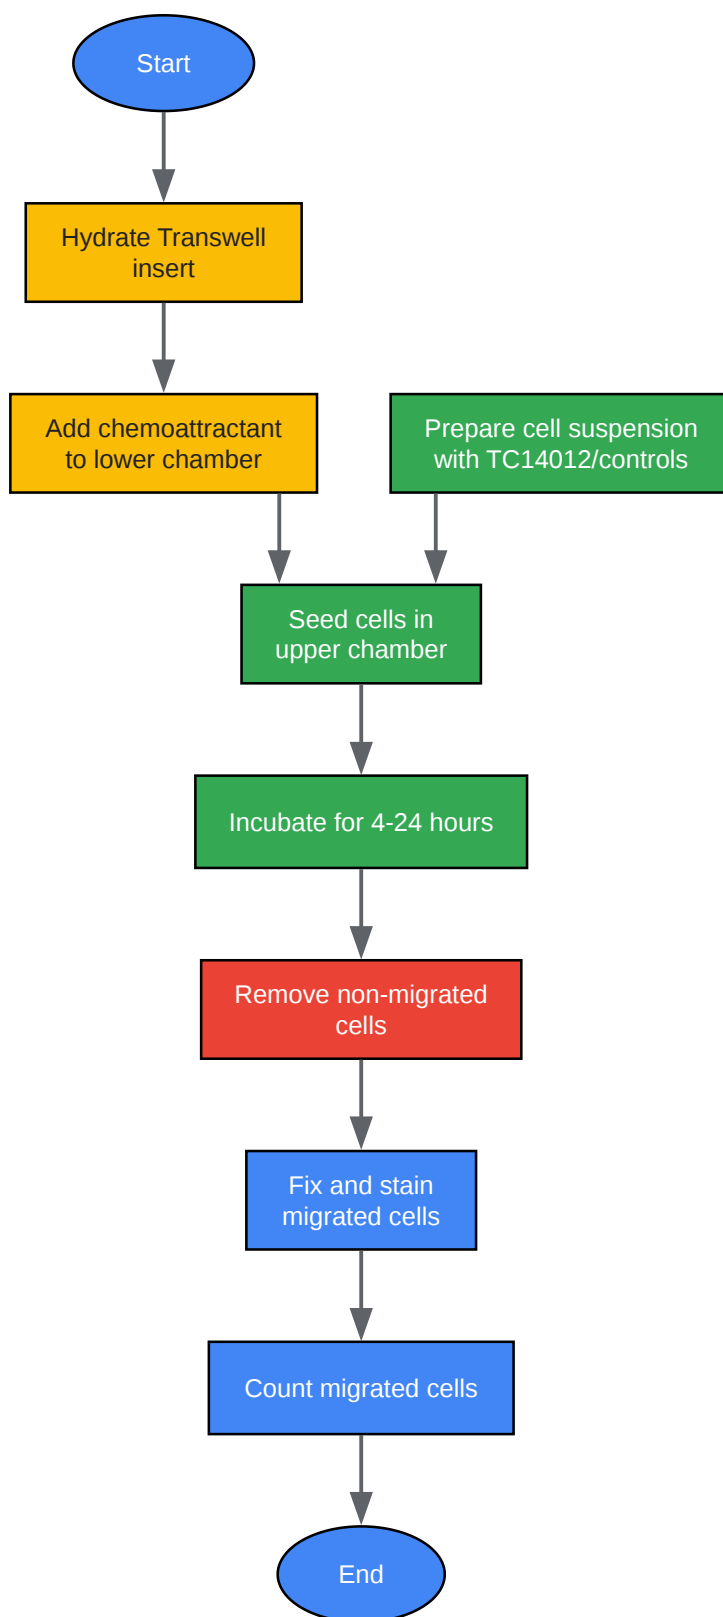 Start
Hydrate Transwell
insert
Add chemoattractant
to lower chamber
Prepare cell suspension
with TC14012/controls
Seed cells in
upper chamber
Incubate for 4-24 hours
Remove non-migrated
cells
Fix and stain
migrated cells
Count migrated cells
End